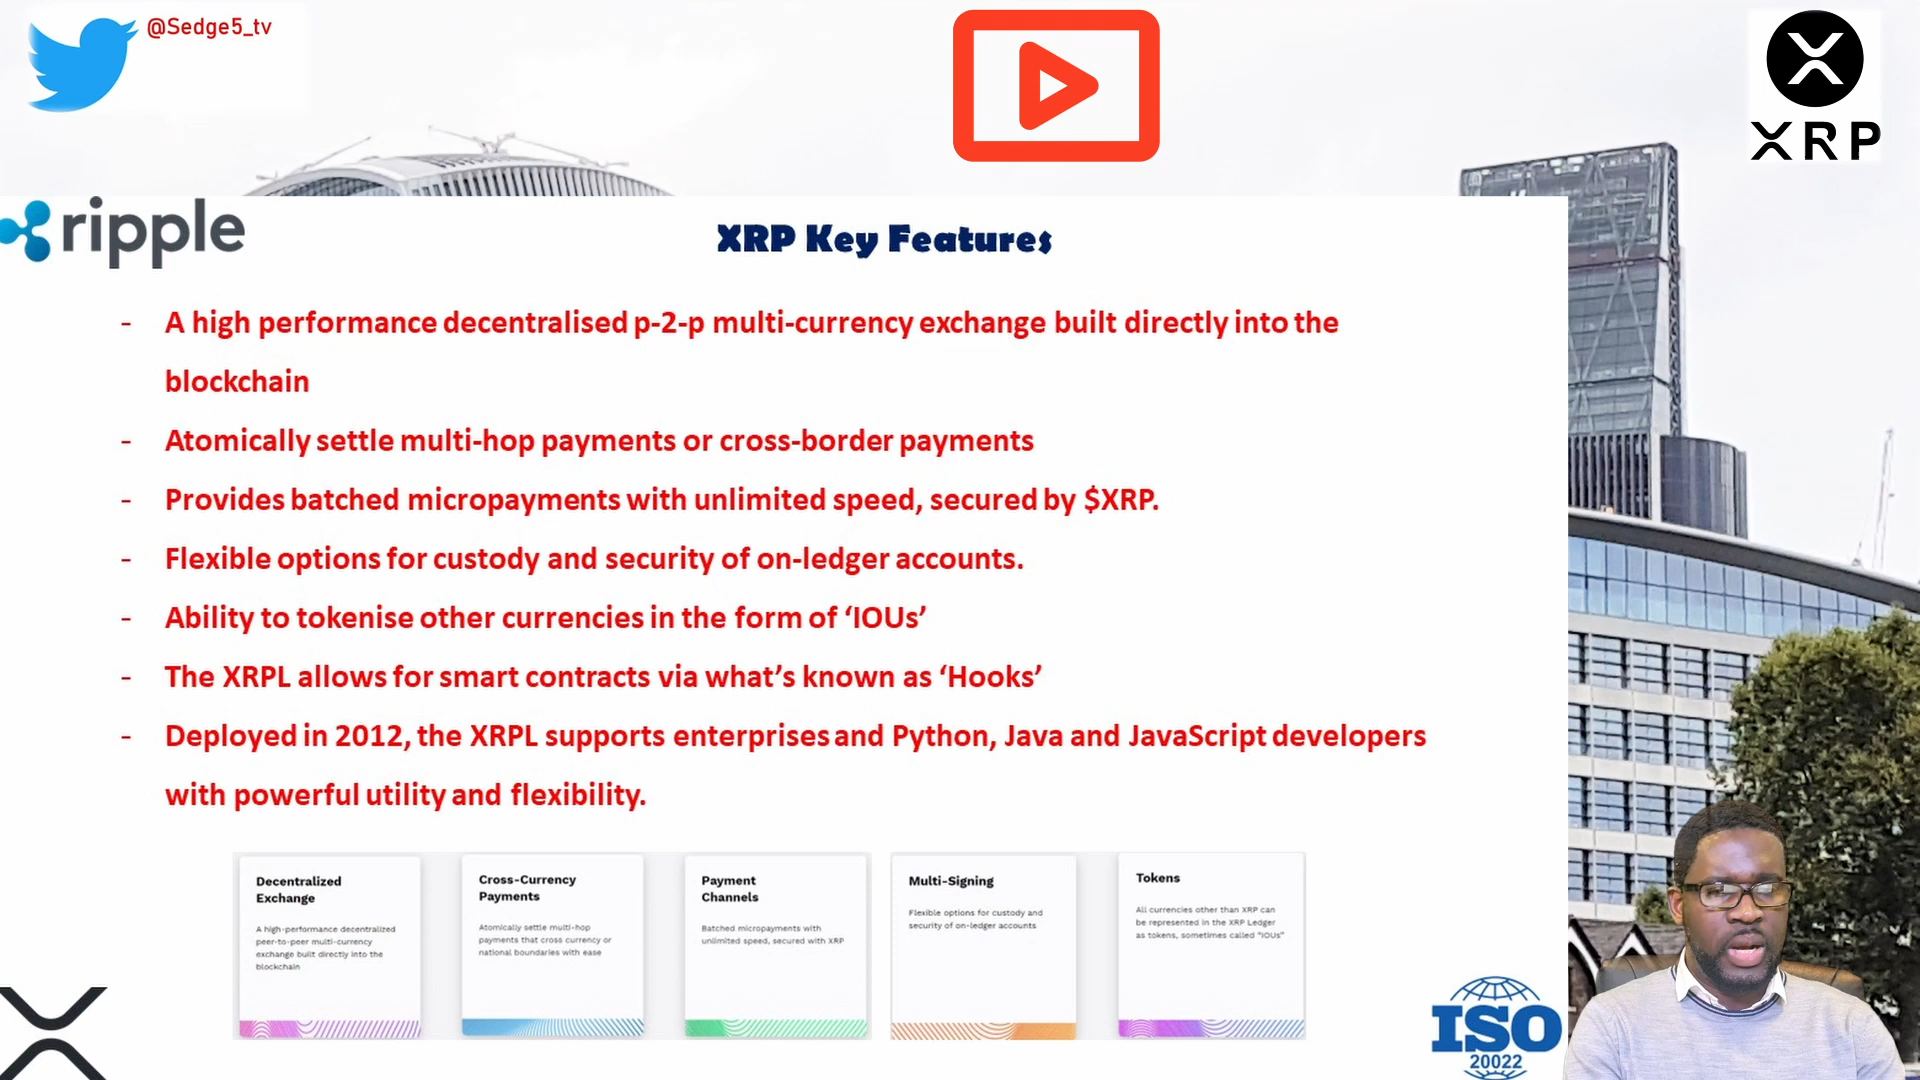 @Sedge5_tv
XRP
ripple
XRP Key Features
- A high performance decentralised p-2-p multi-currency exchange built directly into the
blockchain
- Atomically settle multi-hop payments or cross-border payments
- Provides batched micropayments with unlimited speed, secured by $XRP.
- Flexible options for custody and security of on-ledger accounts.
- Ability to tokenise other currencies in the form of ‘IOUs’
- The XRPL allows for smart contracts via what’s known as ‘Hooks’
- Deployed in 2012, the XRPL supports enterprises and Python, Java and JavaScript developers
with powerful utility and flexibility.
Decentralized
Exchange
A high-performance decentralized
peer-to-peer multi-currency
exchange built directly into the
blockchain
Cross-Currency
Payments
Atomically settle multi-hop
payments that cross currency or
national boundaries with ease
Payment
Channels
Batched micropayments with
unlimited speed, secured with XRP
Multi-Signing
Flexible options for custody and
security of on-ledger accounts
Tokens
All currencies other than XRP can
be represented in the XRP Ledger
as tokens, sometimes called “IOUs”
ISO
20022